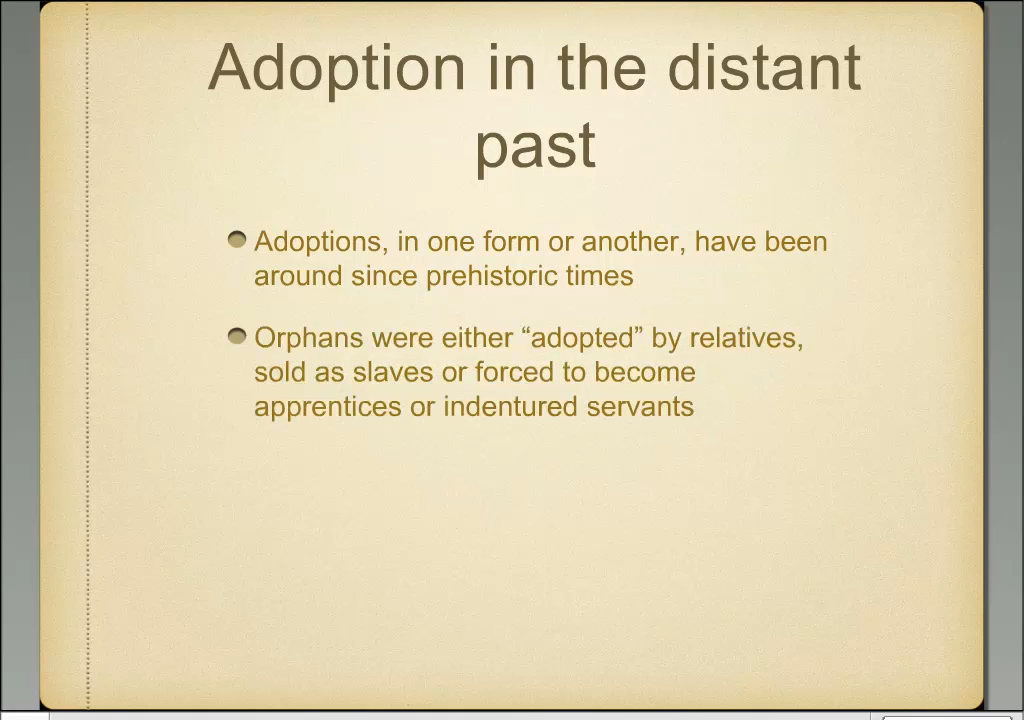 Adoption in the distant
past
Adoptions, in one form or another, have been
around since prehistoric times
Orphans were either “adopted” by relatives,
sold as slaves or forced to become
apprentices or indentured servants